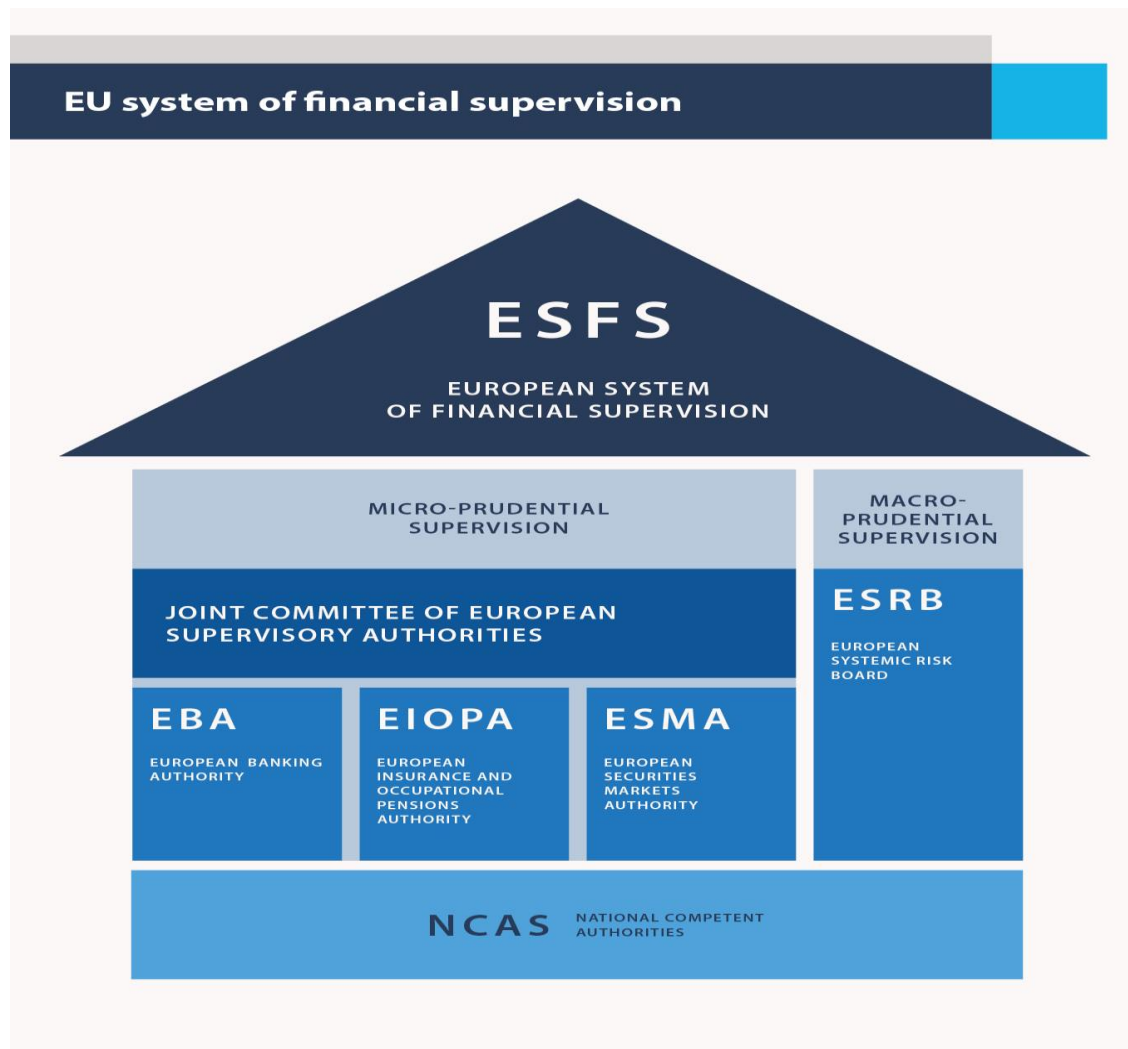 EU system of financial supervision
ESFS
EUROPEAN SYSTEM
OF FINANCIAL SUPERVISION
MICRO-PRUDENTIAL
SUPERVISION
MACRO-
PRUDENTIAL
SUPERVISION
JOINT COMMITTEE OF EUROPEAN
SUPERVISORY AUTHORITIES
ESRB
EUROPEAN
SYSTEMIC RISK
BOARD
EBA
EUROPEAN BANKING
AUTHORITY
EIOPA
EUROPEAN
INSURANCE AND
OCCUPATIONAL
PENSIONS
AUTHORITY
ESMA
EUROPEAN
SECURITIES
MARKETS
AUTHORITY
NCAS
NATIONAL COMPETENT
AUTHORITIES